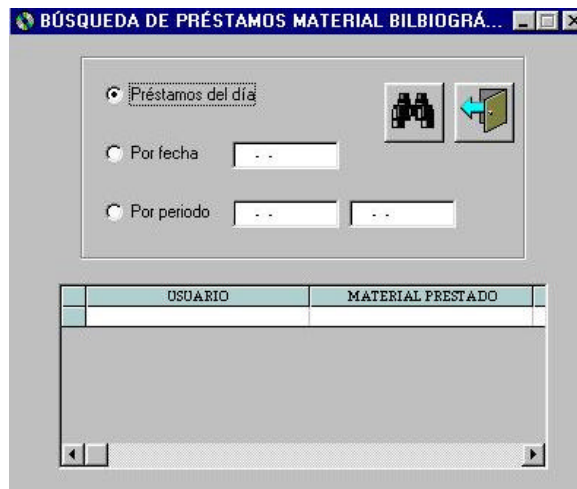 BÚSQUEDA DE PRÉSTAMOS MATERIAL BILBIOGRÁ...
Préstamos del día
Por fecha - -
Por periodo - - - -
USUARIO MATERIAL PRESTADO